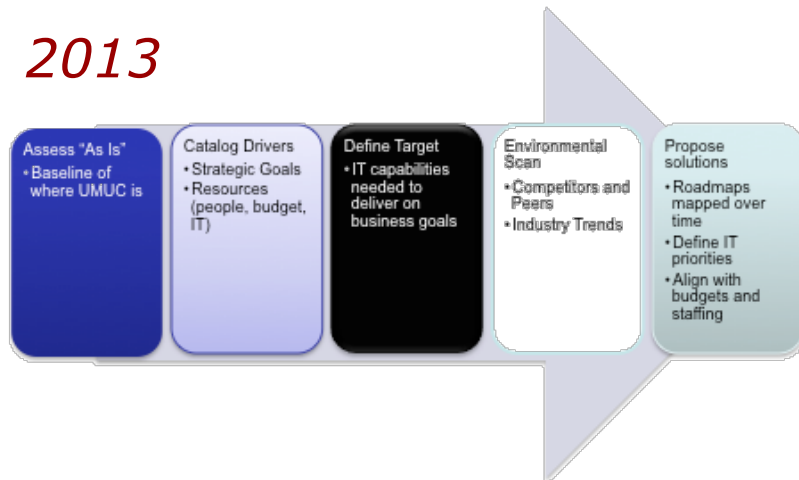 2013
Assess “As Is”
•Baseline of
where UMUC is
Catalog Drivers
•Strategic Goals
•Resources
(people, budget,
IT)
Define Target
•IT capabilities
needed to
deliver on
business goals
Environmental
Scan
•Competitors and
Peers
•Industry Trends
Propose
solutions
•Roadmaps
mapped over
time
•Define IT
priorities
•Align with
budgets and
staffing